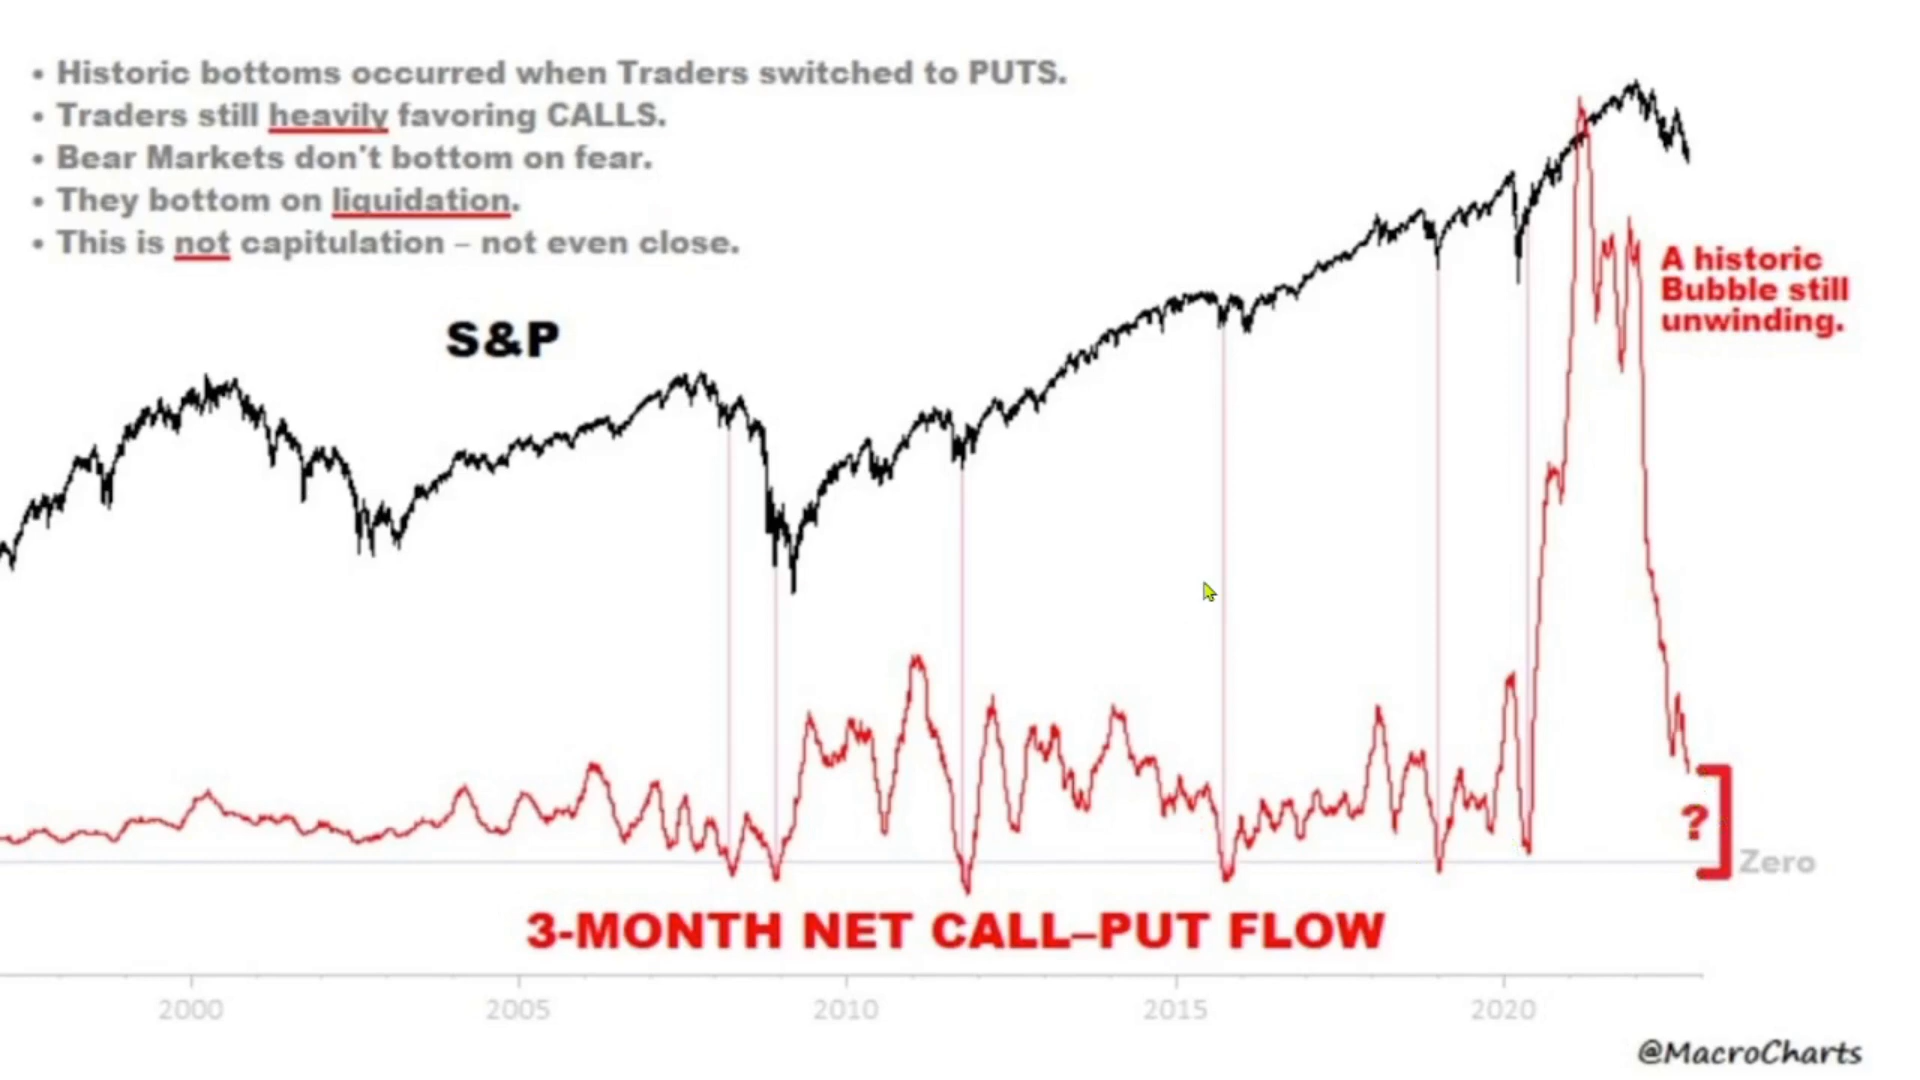 • Historic bottoms occurred when Traders switched to PUTS.
• Traders still heavily favoring CALLS.
• Bear Markets don't bottom on fear.
• They bottom on liquidation.
• This is not capitulation – not even close.
A historic
Bubble still
unwinding.
S&P
?
Zero
3-MONTH NET CALL–PUT FLOW
2000 2005 2010 2015 2020
@MacroCharts